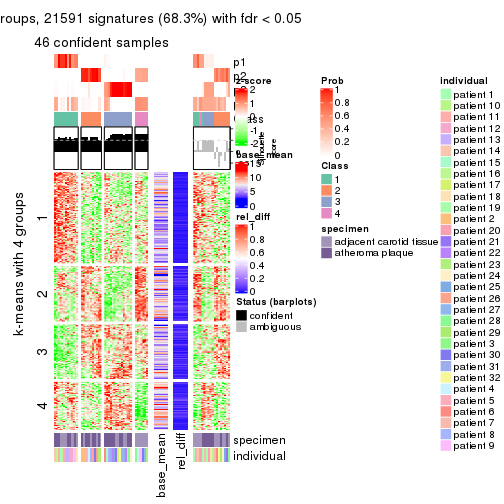 roups, 21591 signatures (68.3%) with fdr < 0.05
46 confident samples
p1
p2
z-score
2
1
0
-1
-2
base_mean
15
10
5
0
rel_diff
1
0.8
0.6
0.4
0.2
0
Status (barplots)
confident
ambiguous
Prob
1
0.8
0.6
0.4
0.2
0
Class
1
2
3
4
specimen
adjacent carotid tissue
atheroma plaque
individual
patient 1
patient 10
patient 11
patient 12
patient 13
patient 14
patient 15
patient 16
patient 17
patient 18
patient 19
patient 2
patient 20
patient 21
patient 22
patient 23
patient 24
patient 25
patient 26
patient 27
patient 28
patient 29
patient 3
patient 30
patient 31
patient 32
patient 4
patient 5
patient 6
patient 7
patient 8
patient 9
k-means with 4 groups
1
2
3
4
specimen
individual
base_mean
rel_diff